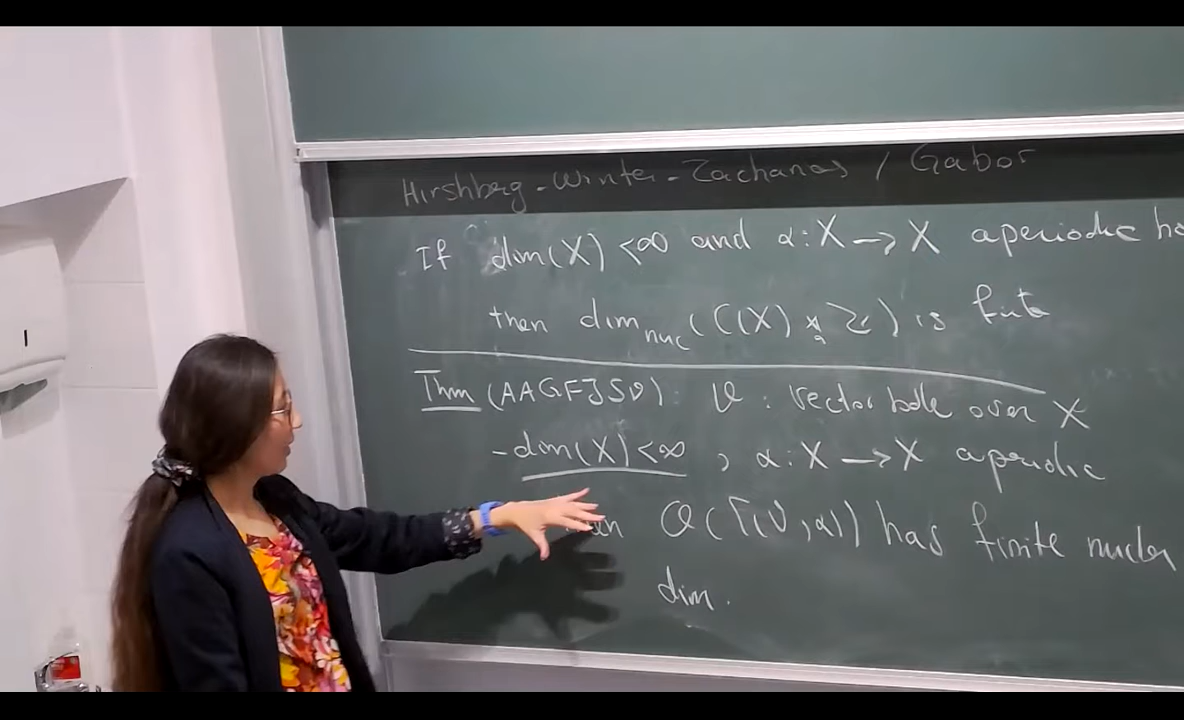 Hirshberg - Winter - Zacharias / Gabor
If dim(X) < ∞ and α: X → X aperiodic ho
then dim_nuc (C(X) ⋊_α ℤ) is finite
Thm (AAGFJSV): V : vector bdle over X
- dim(X) < ∞, α: X → X aperiodic
O(Γ(V, α)) has finite nuclear
dim.